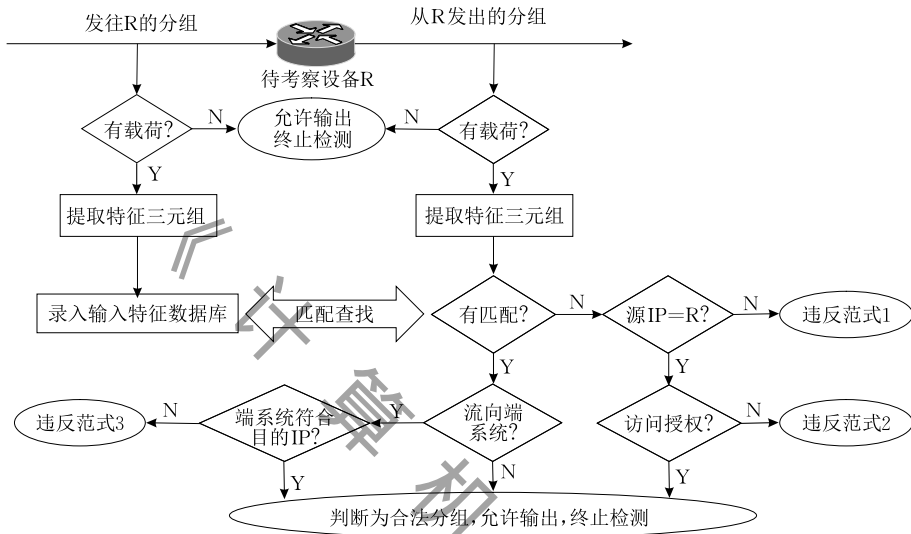 发往R的分组
从R发出的分组
待考察设备R
有载荷?
N
允许输出
终止检测
N
有载荷?
Y
Y
提取特征三元组
提取特征三元组
录入输入特征数据库
匹配查找
有匹配?
N
源IP=R?
N
违反范式1
Y
Y
违反范式3
N
端系统符合
目的IP?
Y
流向端
系统?
访问授权?
N
违反范式2
Y
N
Y
判断为合法分组,允许输出,终止检测
《计算机